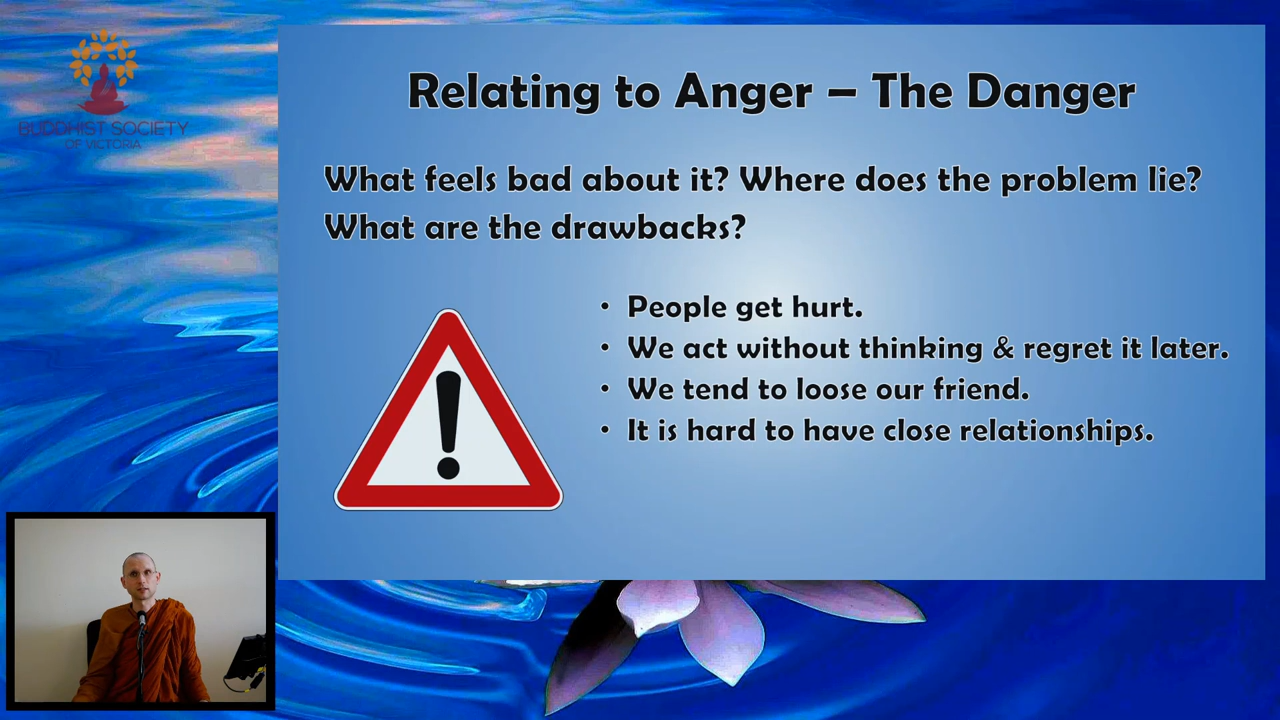 BUDDHIST SOCIETY
OF VICTORIA
Relating to Anger – The Danger
What feels bad about it? Where does the problem lie?
What are the drawbacks?
• People get hurt.
• We act without thinking & regret it later.
• We tend to loose our friend.
• It is hard to have close relationships.